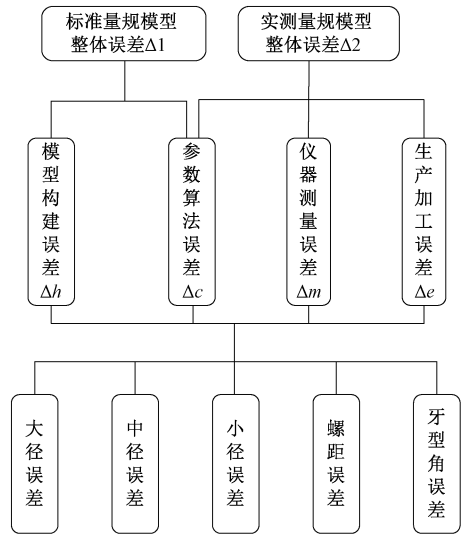 标准量规模型
整体误差Δ1
实测量规模型
整体误差Δ2
模型构建误差
Δh
参数算法误差
Δc
仪器测量误差
Δm
生产加工误差
Δe
大径误差
中径误差
小径误差
螺距误差
牙型角误差